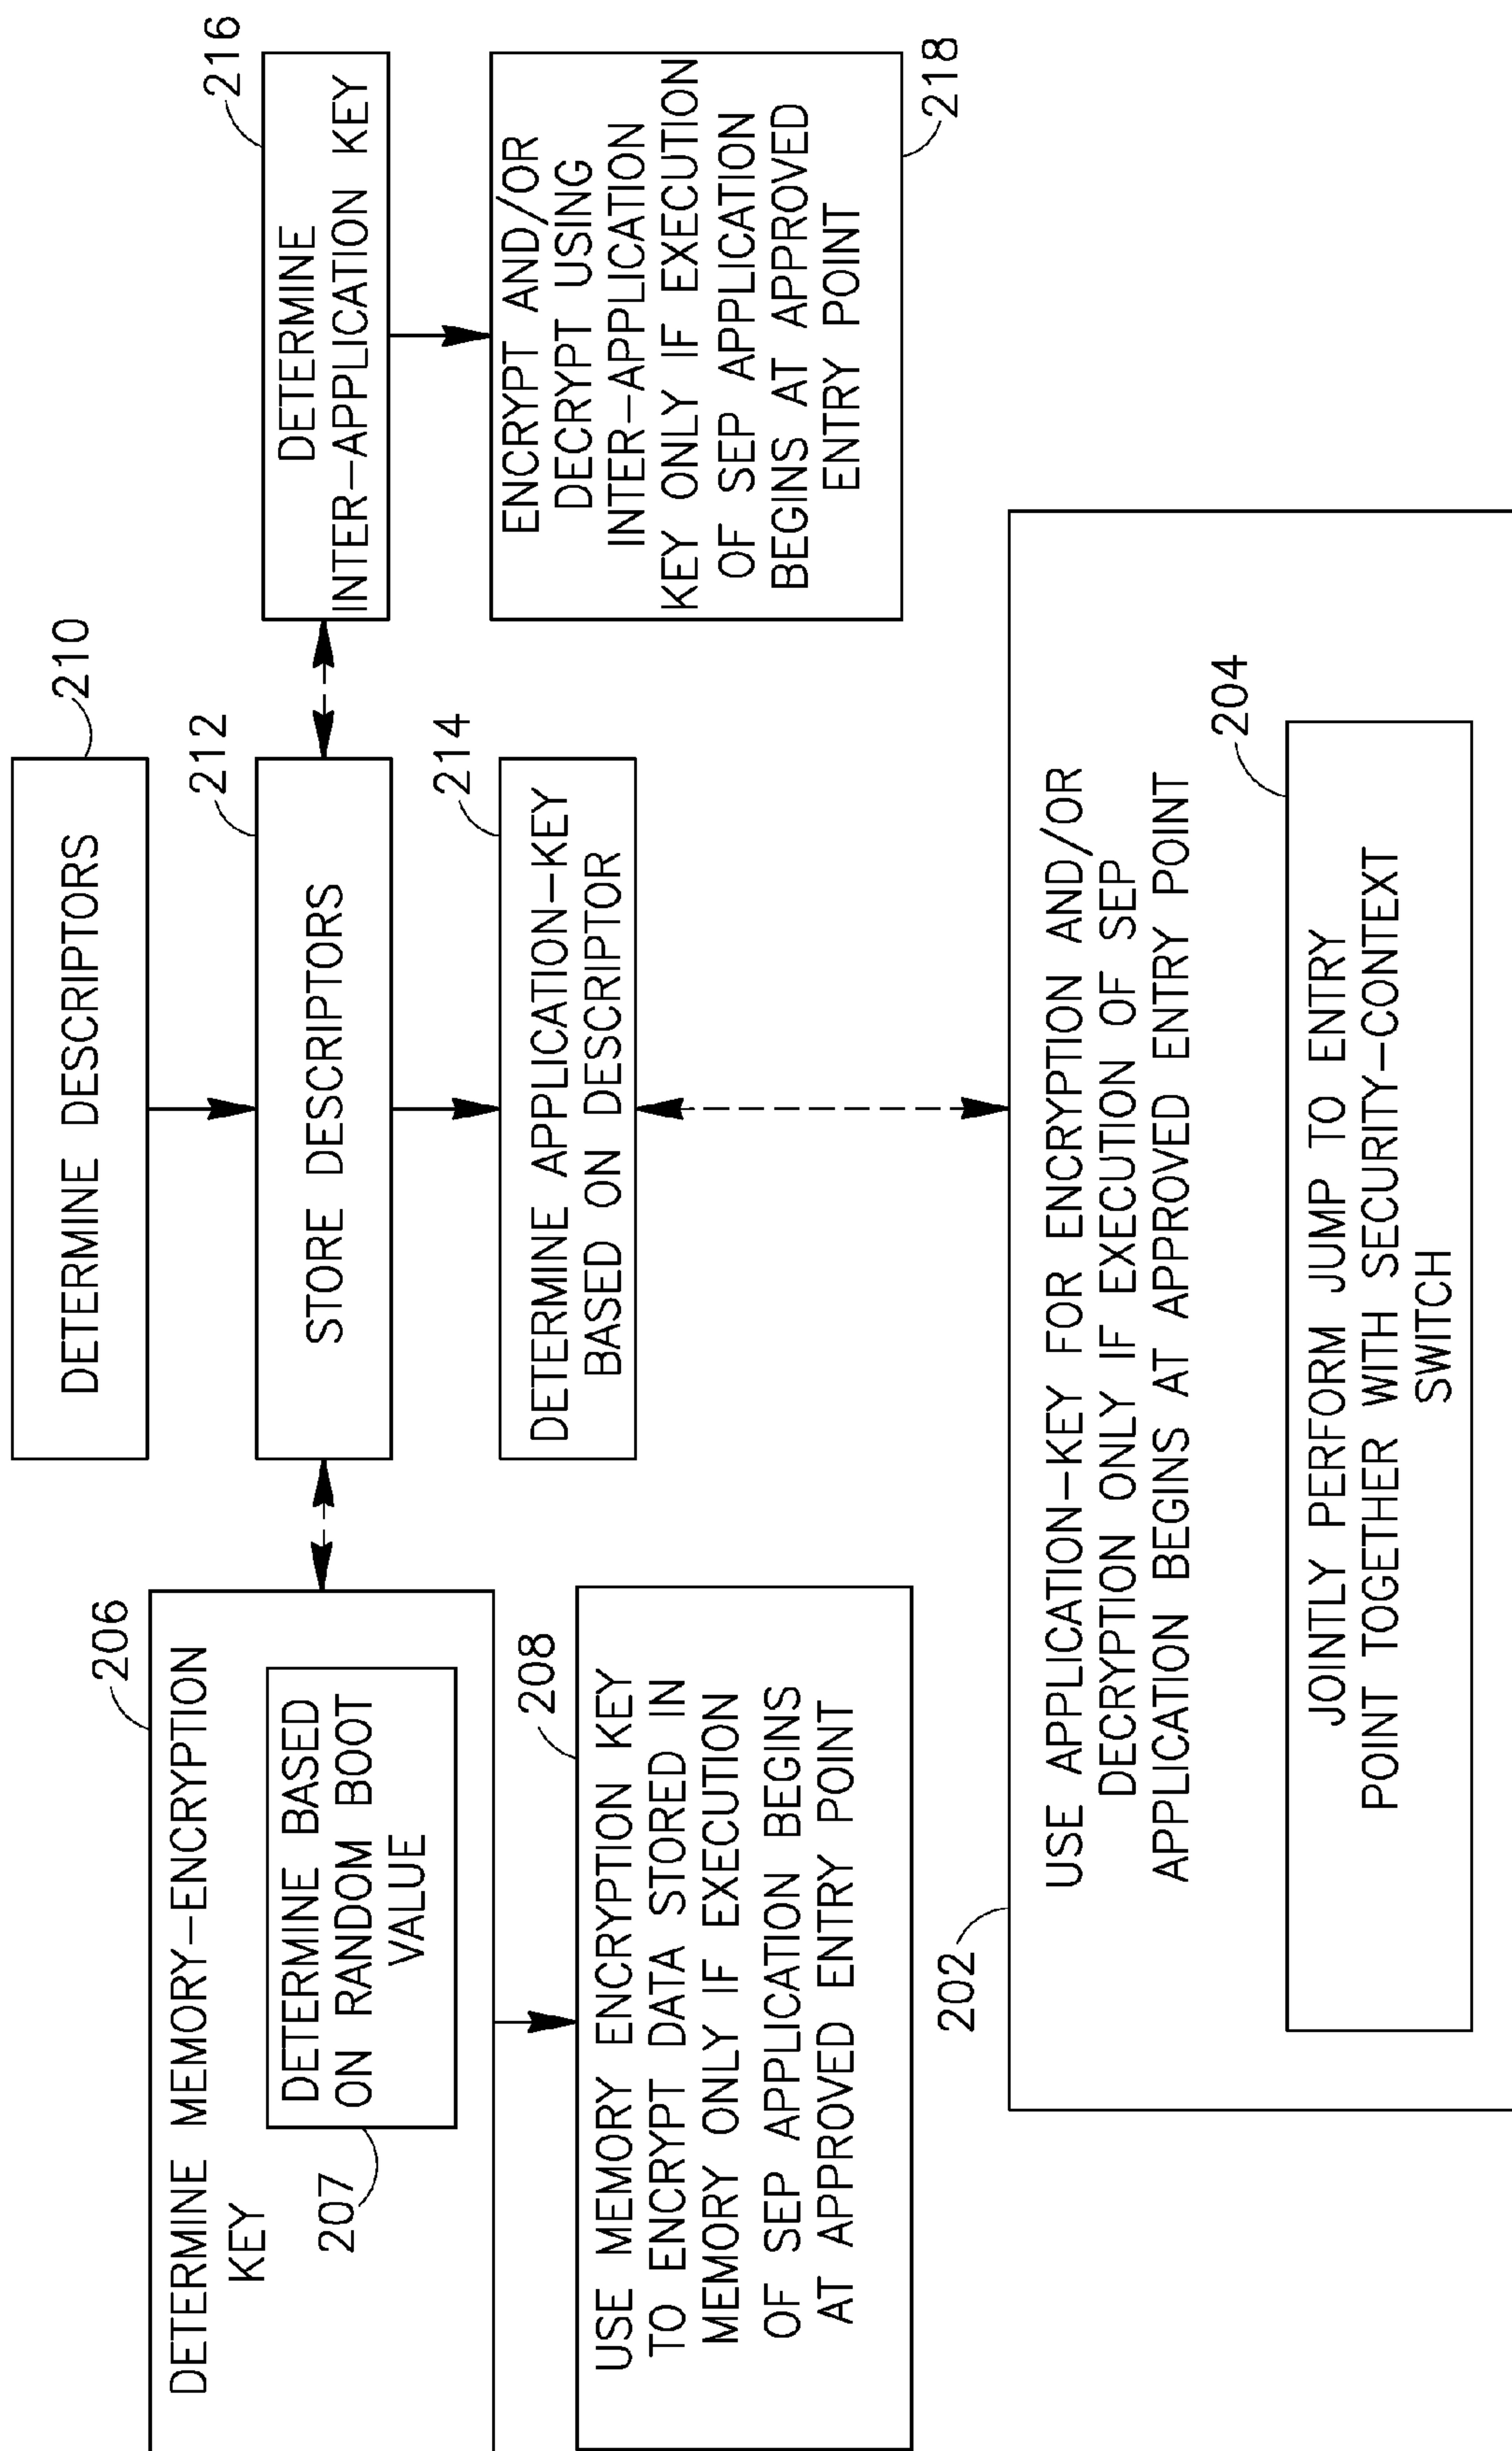 210
DETERMINE DESCRIPTORS
212
STORE DESCRIPTORS
214
DETERMINE APPLICATION-KEY
BASED ON DESCRIPTOR
206
DETERMINE MEMORY-ENCRYPTION
KEY
DETERMINE BASED
ON RANDOM BOOT
VALUE
207
208
USE MEMORY ENCRYPTION KEY
TO ENCRYPT DATA STORED IN
MEMORY ONLY IF EXECUTION
OF SEP APPLICATION BEGINS
AT APPROVED ENTRY POINT
216
DETERMINE
INTER-APPLICATION KEY
ENCRYPT AND/OR
DECRYPT USING
INTER-APPLICATION
KEY ONLY IF EXECUTION
OF SEP APPLICATION
BEGINS AT APPROVED
ENTRY POINT
218
202
USE APPLICATION-KEY FOR ENCRYPTION AND/OR
DECRYPTION ONLY IF EXECUTION OF SEP
APPLICATION BEGINS AT APPROVED ENTRY POINT
204
JOINTLY PERFORM JUMP TO ENTRY
POINT TOGETHER WITH SECURITY-CONTEXT
SWITCH